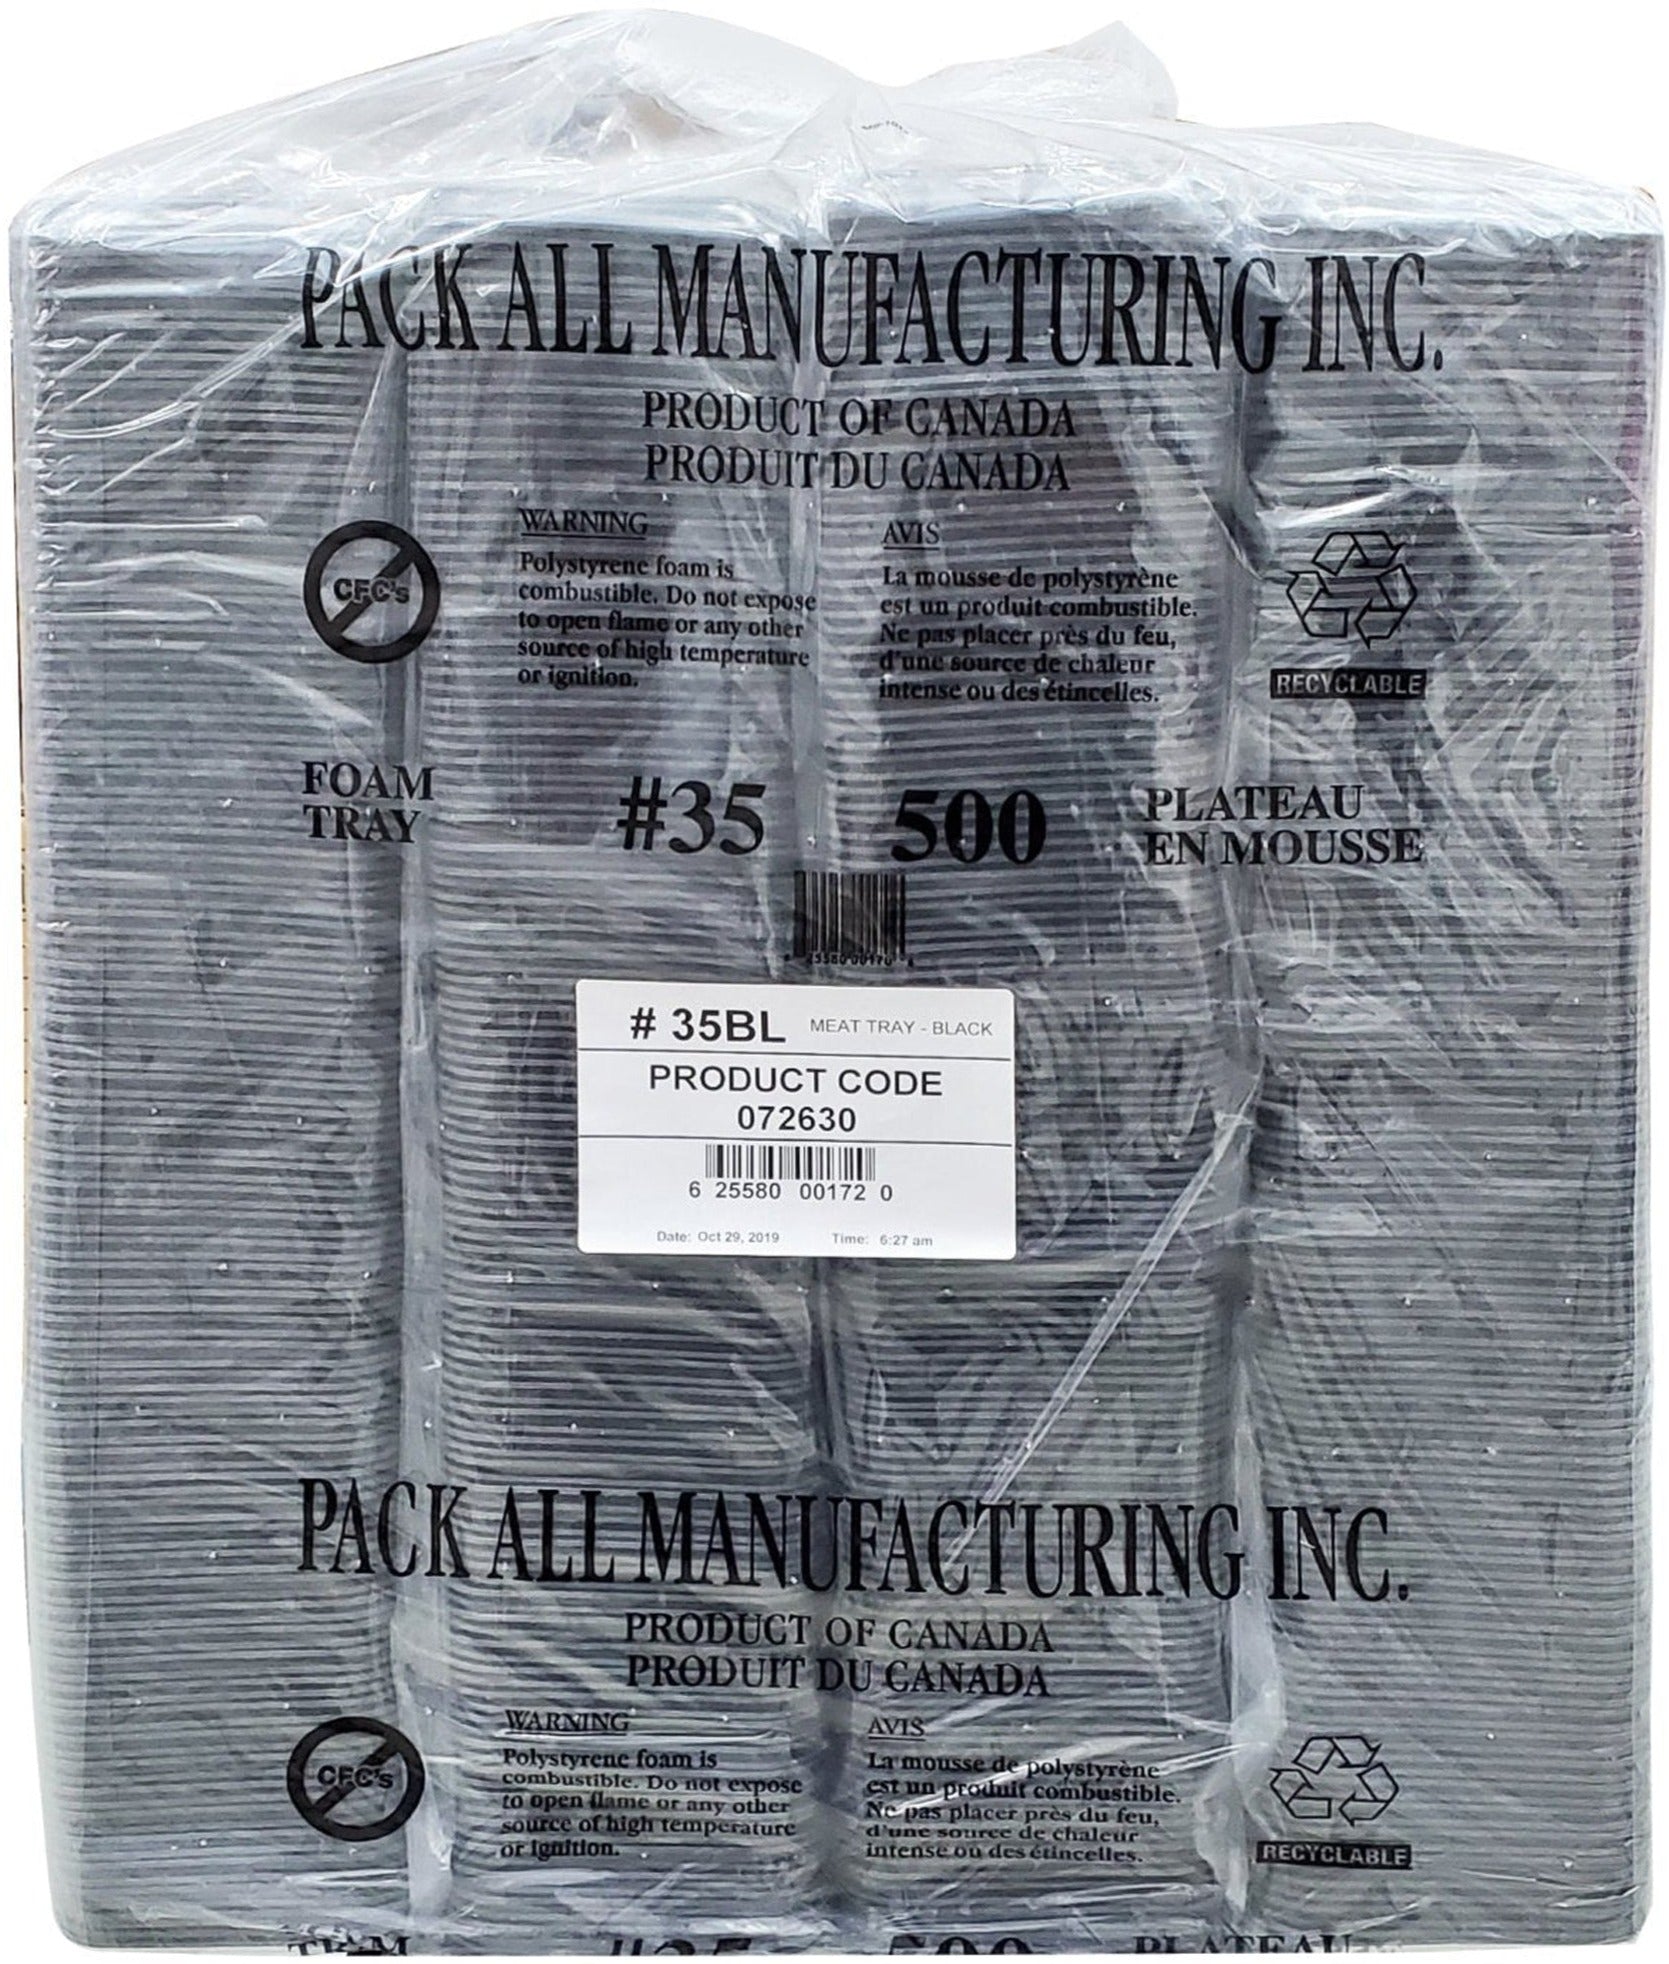 PACK ALL MANUFACTURING INC.
PRODUCT OF CANADA
PRODUIT DU CANADA
CFC's
WARNING
Polystyrene foam is
combustible. Do not expose
to open flame or any other
source of high temperature
or ignition.
AVIS
La mousse de polystyrène
est un produit combustible.
Ne pas placer près du feu,
d'une source de chaleur
intense ou des étincelles.
RECYCLABLE
FOAM
TRAY
#35
500
PLATEAU
EN MOUSSE
# 35BL MEAT TRAY - BLACK
PRODUCT CODE
072630
6 25580 00172 0
Date: Oct 29, 2019 Time: 6:27 am
PACK ALL MANUFACTURING INC.
PRODUCT OF CANADA
PRODUIT DU CANADA
CFC's
WARNING
Polystyrene foam is
combustible. Do not expose
to open flame or any other
source of high temperature
or ignition.
AVIS
La mousse de polystyrène
est un produit combustible.
Ne pas placer près du feu,
d'une source de chaleur
intense ou des étincelles.
RECYCLABLE
#35
500
PLATEAU